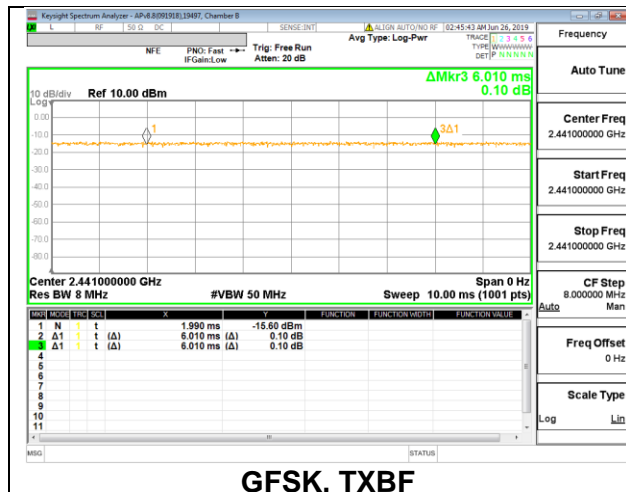 Keysight Spectrum Analyzer - APv8.8(091918),19497, Chamber B
L RF 50 Ω DC SENSE:INT ALIGN AUTO/NO RF 02:45:43 AM Jun 26, 2019
Avg Type: Log-Pwr TRACE 1 2 3 4 5 6
NFE PNO: Fast Trig: Free Run TYPE WWWWWW
IFGain:Low Atten: 20 dB DET P N N N N N
Frequency
Auto Tune
ΔMkr3 6.010 ms
0.10 dB
10 dB/div Ref 10.00 dBm
Log
0.00
-10.0
-20.0
-30.0
-40.0
-50.0
-60.0
-70.0
-80.0
1
3Δ1
Center Freq
2.441000000 GHz
Start Freq
2.441000000 GHz
Stop Freq
2.441000000 GHz
Center 2.441000000 GHz Span 0 Hz
Res BW 8 MHz #VBW 50 MHz Sweep 10.00 ms (1001 pts)
CF Step
8.000000 MHz
Auto Man
MKR MODE TRC SCL X Y FUNCTION FUNCTION WIDTH FUNCTION VALUE
1 N 1 t 1.990 ms -15.60 dBm
2 Δ1 1 t (Δ) 6.010 ms (Δ) 0.10 dB
3 Δ1 1 t (Δ) 6.010 ms (Δ) 0.10 dB
4
5
6
7
8
9
10
11
Freq Offset
0 Hz
Scale Type
Log Lin
MSG STATUS
GFSK, TXBF